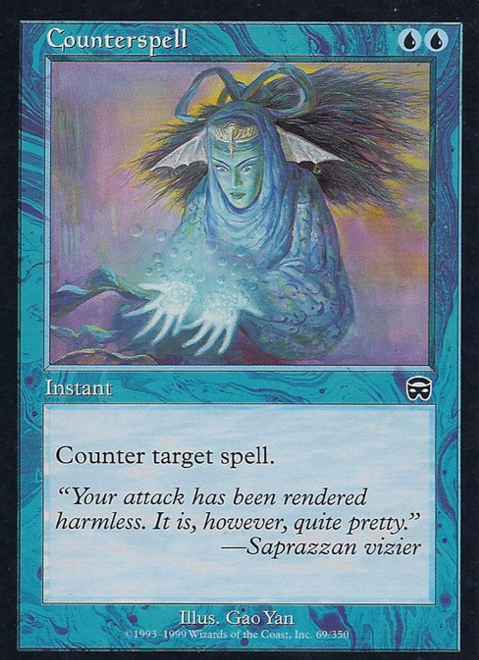 Counterspell
Instant
Counter target spell.
“Your attack has been rendered
harmless. It is, however, quite pretty.”
—Saprazzan vizier
Illus. Gao Yan
©1993-1999 Wizards of the Coast, Inc. 69/350